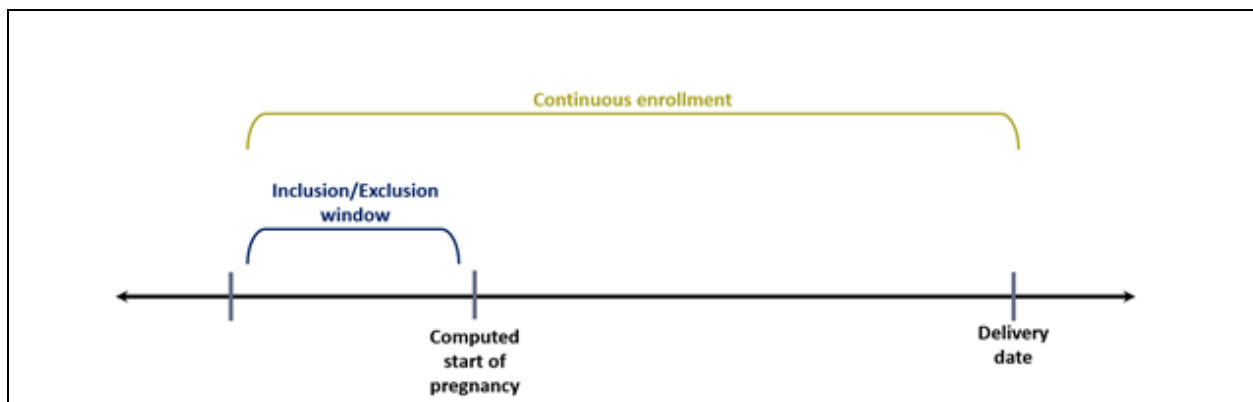 Continuous enrollment
Inclusion/Exclusion
window
Computed
start of
pregnancy
Delivery
date